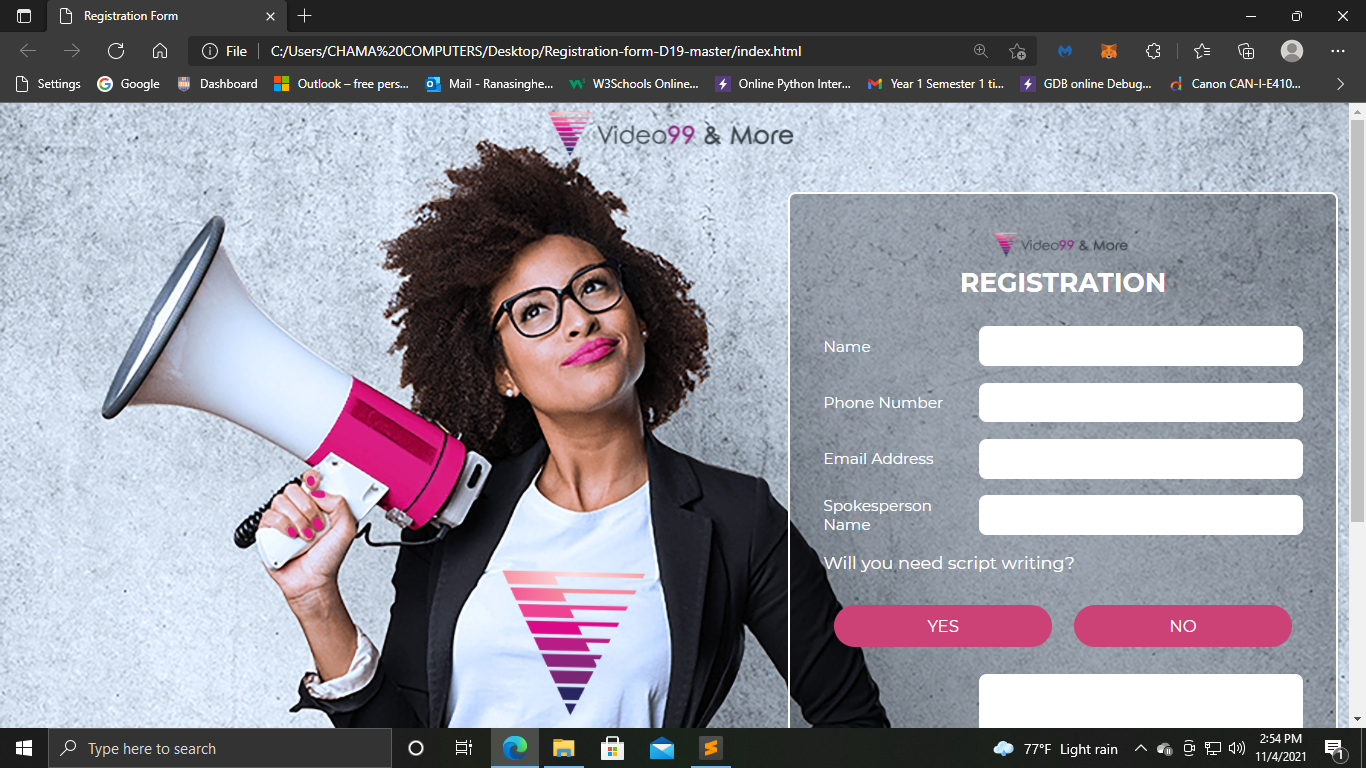 Registration Form
File
C:/Users/CHAMA%20COMPUTERS/Desktop/Registration-form-D19-master/index.html
Settings
Google
Dashboard
Outlook – free pers...
Mail - Ranasinghe...
W3Schools Online...
Online Python Inter...
Year 1 Semester 1 ti...
GDB online Debug...
Canon CAN-I-E410...
Video99 & More
Video99 & More
REGISTRATION
Name
Phone Number
Email Address
Spokesperson
Name
Will you need script writing?
YES
NO
Type here to search
77°F Light rain
2:54 PM
11/4/2021
1